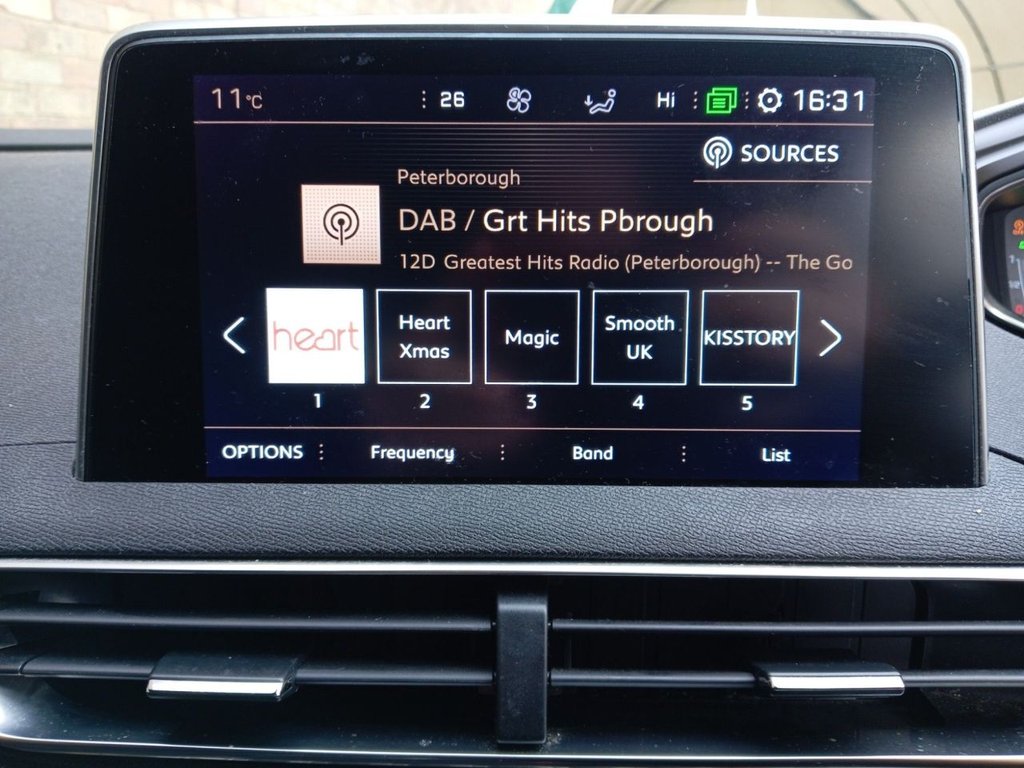 11°C 26 Hi 16:31
SOURCES
Peterborough
DAB / Grt Hits Pbrough
12D Greatest Hits Radio (Peterborough) -- The Go
heart
Heart
Xmas
Magic
Smooth
UK
KISSTORY
1 2 3 4 5
OPTIONS Frequency Band List